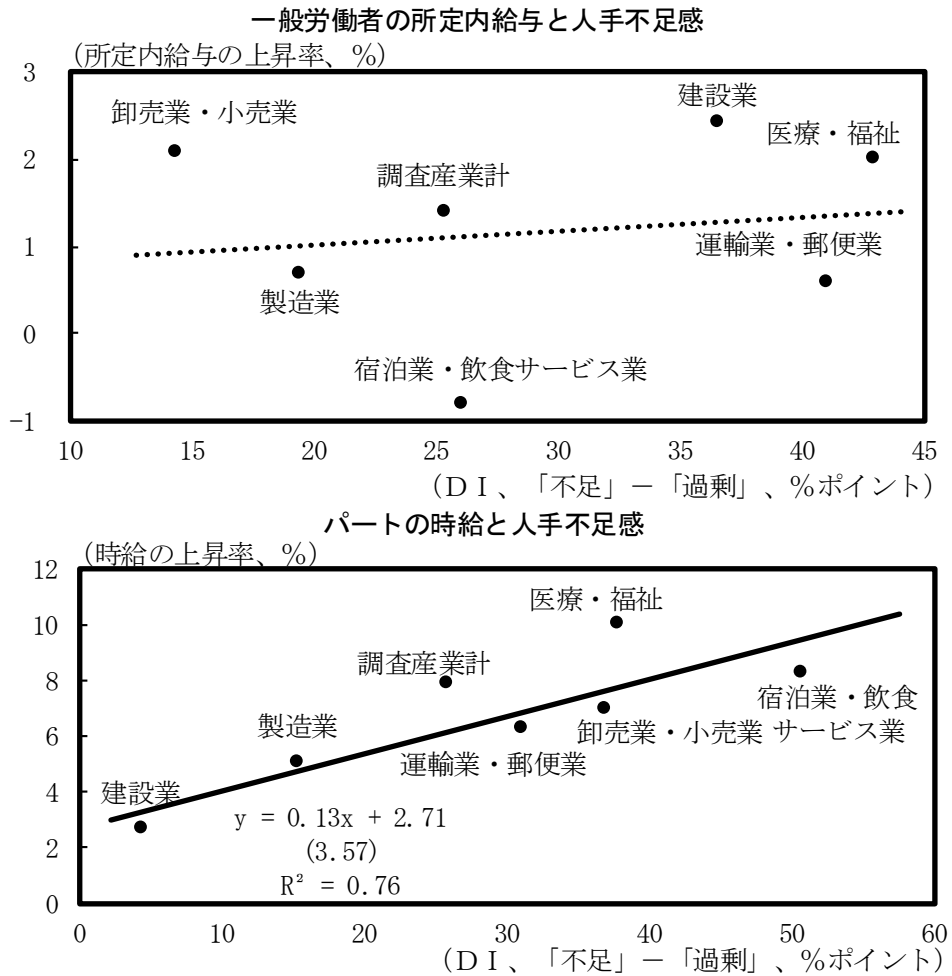 一般労働者の所定内給与と人手不足感
(所定内給与の上昇率、%)
3
卸売業・小売業
建設業
医療・福祉
2
調査産業計
1
運輸業・郵便業
製造業
0
宿泊業・飲食サービス業
-1
10 15 20 25 30 35 40 45
(ＤＩ、「不足」－「過剰」、%ポイント)
パートの時給と人手不足感
(時給の上昇率、%)
12
医療・福祉
10
調査産業計
8
宿泊業・飲食
サービス業
製造業
卸売業・小売業
6
運輸業・郵便業
建設業
4
y = 0.13x + 2.71
(3.57)
R² = 0.76
2
0
0 10 20 30 40 50 60
(ＤＩ、「不足」－「過剰」、%ポイント)